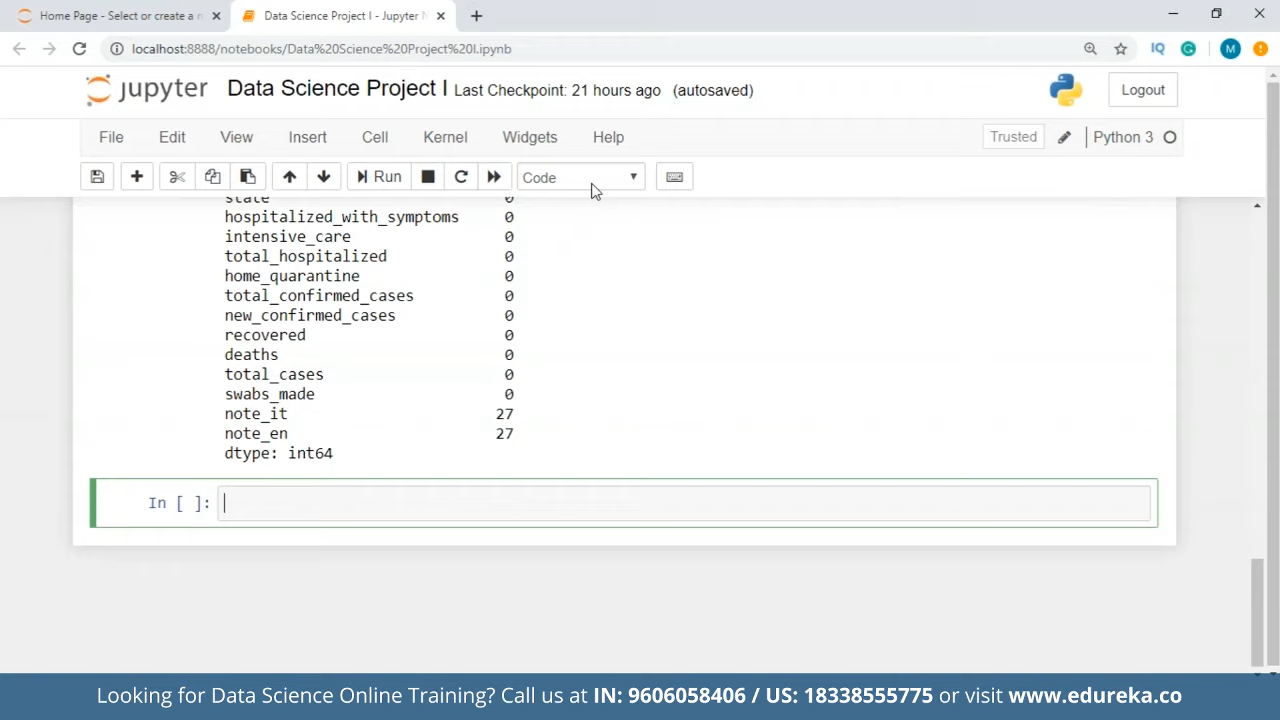 Home Page - Select or create a n
Data Science Project I - Jupyter N
localhost:8888/notebooks/Data%20Science%20Project%20I.ipynb
IQ
M
jupyter Data Science Project I Last Checkpoint: 21 hours ago (autosaved)
Logout
File Edit View Insert Cell Kernel Widgets Help
Trusted Python 3
Run Code
state 0
hospitalized_with_symptoms 0
intensive_care 0
total_hospitalized 0
home_quarantine 0
total_confirmed_cases 0
new_confirmed_cases 0
recovered 0
deaths 0
total_cases 0
swabs_made 0
note_it 27
note_en 27
dtype: int64
In [ ]:
Looking for Data Science Online Training? Call us at IN: 9606058406 / US: 18338555775 or visit www.edureka.co